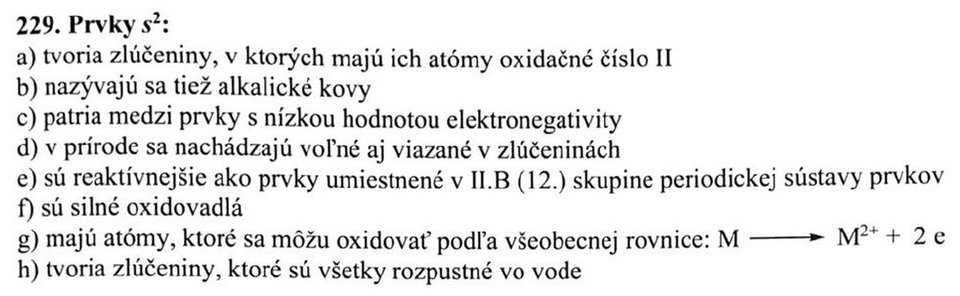 229. Prvky s²:
a) tvoria zlúčeniny, v ktorých majú ich atómy oxidačné číslo II
b) nazývajú sa tiež alkalické kovy
c) patria medzi prvky s nízkou hodnotou elektronegativity
d) v prírode sa nachádzajú voľné aj viazané v zlúčeninách
e) sú reaktívnejšie ako prvky umiestnené v II.B (12.) skupine periodickej sústavy prvkov
f) sú silné oxidovadlá
g) majú atómy, ktoré sa môžu oxidovať podľa všeobecnej rovnice: M ⟶ M²⁺ + 2 e
h) tvoria zlúčeniny, ktoré sú všetky rozpustné vo vode